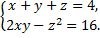 x + y + z = 4,
2xy − z² = 16.